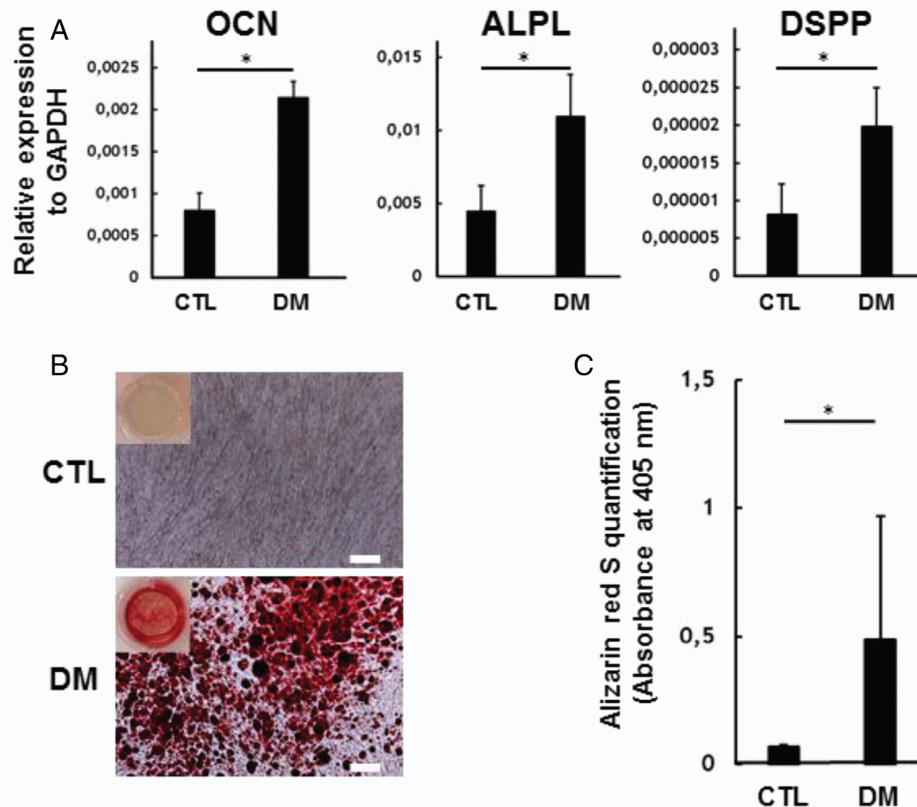 A
OCN
ALPL
DSPP
Relative expression
to GAPDH
0,0025
0,002
0,0015
0,001
0,0005
0
CTL
DM
*
0,015
0,01
0,005
0
CTL
DM
*
0,00003
0,000025
0,00002
0,000015
0,00001
0,000005
0
CTL
DM
*
B
CTL
DM
C
Alizarin red S quantification
(Absorbance at 405 nm)
1,5
1
0,5
0
CTL
DM
*